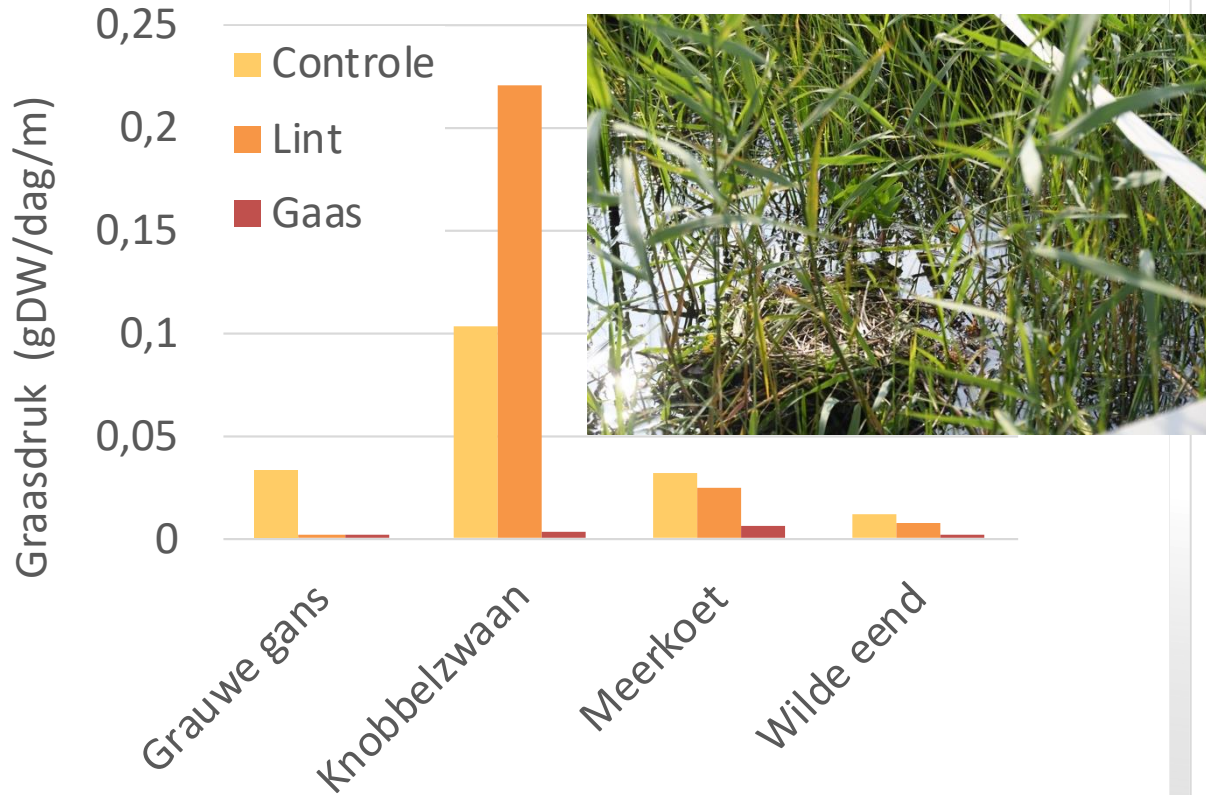 Graasdruk (gDW/dag/m)
0,25
0,2
0,15
0,1
0,05
0
Controle
Lint
Gaas
Grauwe gans
Knobbelzwaan
Meerkoet
Wilde eend